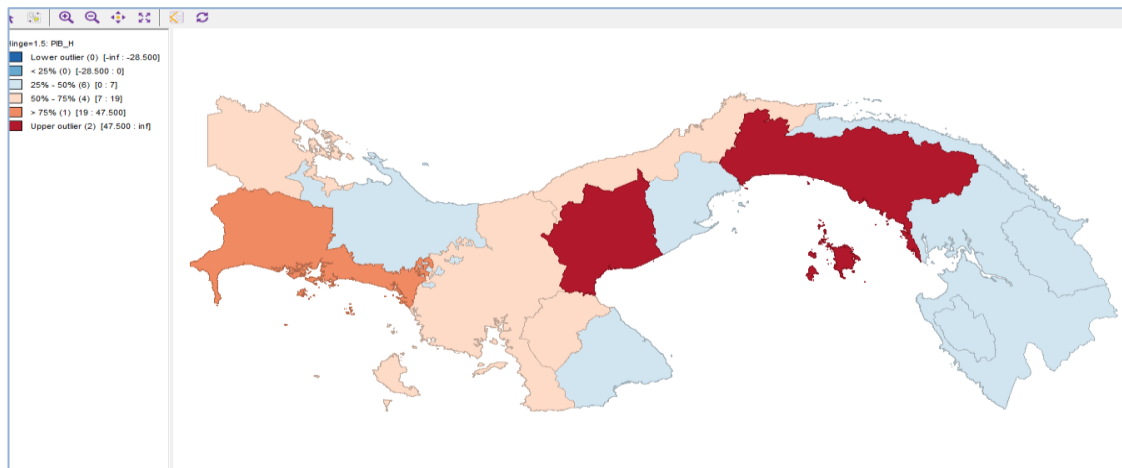 Hinge=1.5: PIB_H
Lower outlier (0) [-inf : -28.500]
< 25% (0) [-28.500 : 0]
25% - 50% (6) [0 : 7]
50% - 75% (4) [7 : 19]
> 75% (1) [19 : 47.500]
Upper outlier (2) [47.500 : inf]